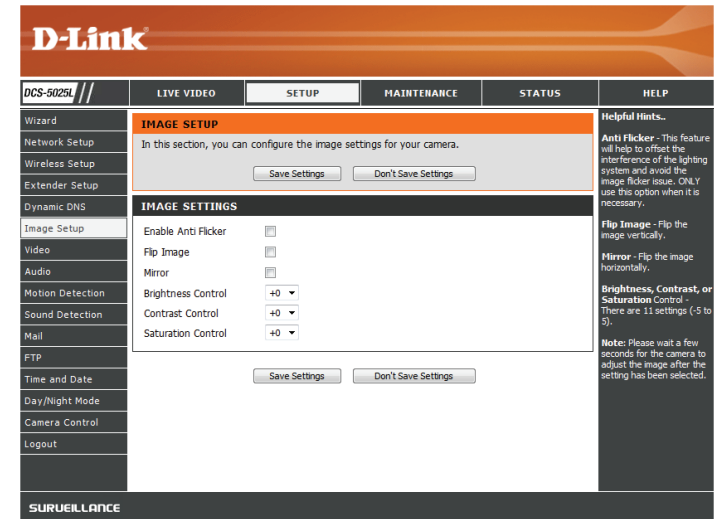 D-Link
DCS-5025L //
LIVE VIDEO
SETUP
MAINTENANCE
STATUS
HELP
Wizard
Network Setup
Wireless Setup
Extender Setup
Dynamic DNS
Image Setup
Video
Audio
Motion Detection
Sound Detection
Mail
FTP
Time and Date
Day/Night Mode
Camera Control
Logout
IMAGE SETUP
In this section, you can configure the image settings for your camera.
Save Settings
Don't Save Settings
IMAGE SETTINGS
Enable Anti Flicker
Flip Image
Mirror
Brightness Control +0
Contrast Control +0
Saturation Control +0
Save Settings
Don't Save Settings
Helpful Hints..
Anti Flicker - This feature
will help to offset the
interference of the lighting
system and avoid the
image flicker issue. ONLY
use this option when it is
necessary.
Flip Image - Flip the
image vertically.
Mirror - Flip the image
horizontally.
Brightness, Contrast, or
Saturation Control -
There are 11 settings (-5 to
5).
Note: Please wait a few
seconds for the camera to
adjust the image after the
setting has been selected.
SURVEILLANCE